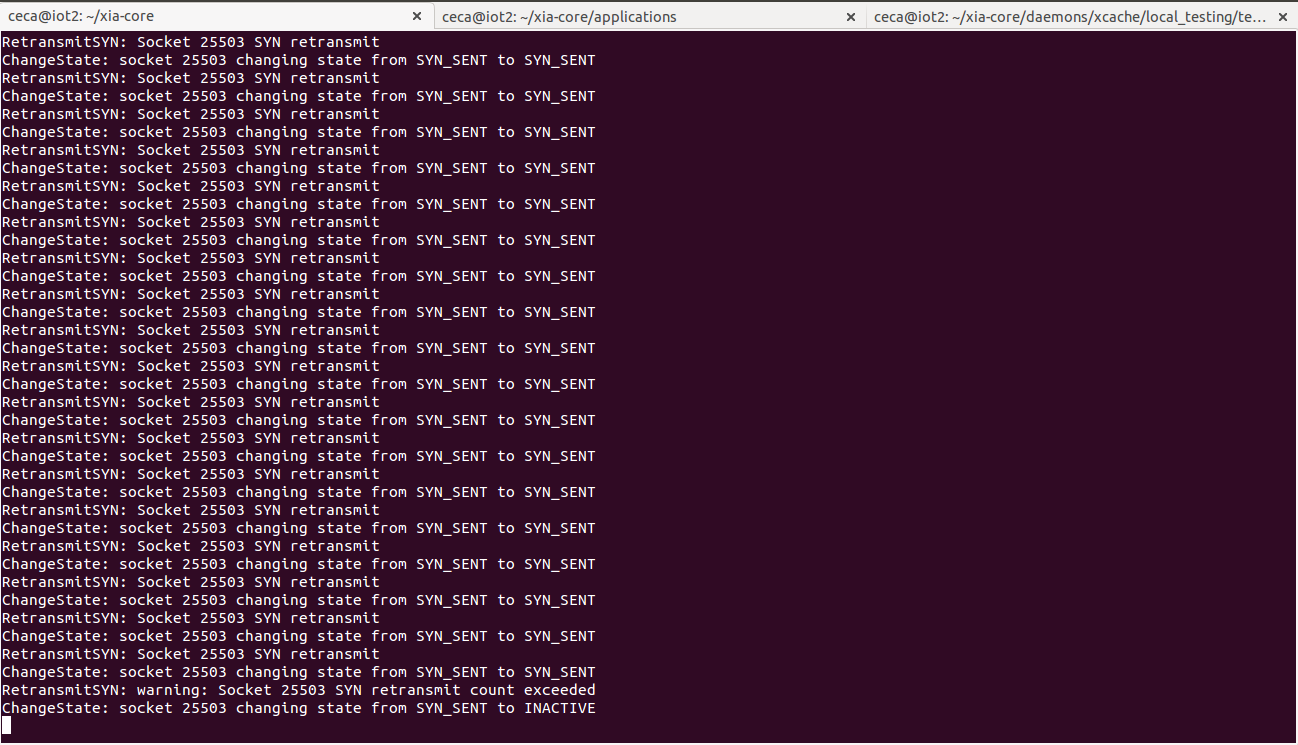 ceca@iot2: ~/xia-core
ceca@iot2: ~/xia-core/applications
ceca@iot2: ~/xia-core/daemons/xcache/local_testing/te...
RetransmitSYN: Socket 25503 SYN retransmit
ChangeState: socket 25503 changing state from SYN_SENT to SYN_SENT
RetransmitSYN: Socket 25503 SYN retransmit
ChangeState: socket 25503 changing state from SYN_SENT to SYN_SENT
RetransmitSYN: Socket 25503 SYN retransmit
ChangeState: socket 25503 changing state from SYN_SENT to SYN_SENT
RetransmitSYN: Socket 25503 SYN retransmit
ChangeState: socket 25503 changing state from SYN_SENT to SYN_SENT
RetransmitSYN: Socket 25503 SYN retransmit
ChangeState: socket 25503 changing state from SYN_SENT to SYN_SENT
RetransmitSYN: Socket 25503 SYN retransmit
ChangeState: socket 25503 changing state from SYN_SENT to SYN_SENT
RetransmitSYN: Socket 25503 SYN retransmit
ChangeState: socket 25503 changing state from SYN_SENT to SYN_SENT
RetransmitSYN: Socket 25503 SYN retransmit
ChangeState: socket 25503 changing state from SYN_SENT to SYN_SENT
RetransmitSYN: Socket 25503 SYN retransmit
ChangeState: socket 25503 changing state from SYN_SENT to SYN_SENT
RetransmitSYN: Socket 25503 SYN retransmit
ChangeState: socket 25503 changing state from SYN_SENT to SYN_SENT
RetransmitSYN: Socket 25503 SYN retransmit
ChangeState: socket 25503 changing state from SYN_SENT to SYN_SENT
RetransmitSYN: Socket 25503 SYN retransmit
ChangeState: socket 25503 changing state from SYN_SENT to SYN_SENT
RetransmitSYN: Socket 25503 SYN retransmit
ChangeState: socket 25503 changing state from SYN_SENT to SYN_SENT
RetransmitSYN: Socket 25503 SYN retransmit
ChangeState: socket 25503 changing state from SYN_SENT to SYN_SENT
RetransmitSYN: Socket 25503 SYN retransmit
ChangeState: socket 25503 changing state from SYN_SENT to SYN_SENT
RetransmitSYN: Socket 25503 SYN retransmit
ChangeState: socket 25503 changing state from SYN_SENT to SYN_SENT
RetransmitSYN: Socket 25503 SYN retransmit
ChangeState: socket 25503 changing state from SYN_SENT to SYN_SENT
RetransmitSYN: Socket 25503 SYN retransmit
ChangeState: socket 25503 changing state from SYN_SENT to SYN_SENT
RetransmitSYN: warning: Socket 25503 SYN retransmit count exceeded
ChangeState: socket 25503 changing state from SYN_SENT to INACTIVE